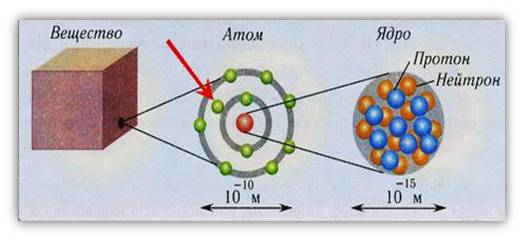 Вещество
Атом
Ядро
Протон
Нейтрон
10⁻¹⁰ м
10⁻¹⁵ м